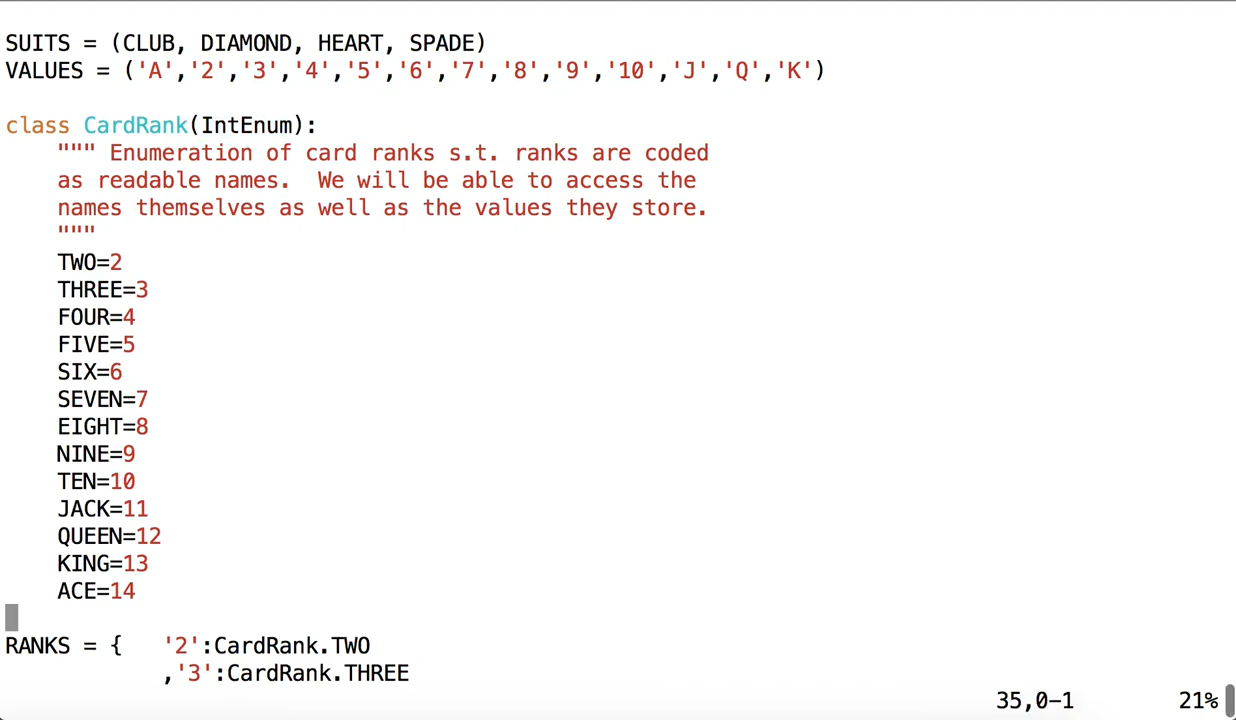 SUITS = (CLUB, DIAMOND, HEART, SPADE)
VALUES = ('A','2','3','4','5','6','7','8','9','10','J','Q','K')
class CardRank(IntEnum):
""" Enumeration of card ranks s.t. ranks are coded
as readable names.  We will be able to access the
names themselves as well as the values they store.
"""
TWO=2
THREE=3
FOUR=4
FIVE=5
SIX=6
SEVEN=7
EIGHT=8
NINE=9
TEN=10
JACK=11
QUEEN=12
KING=13
ACE=14
RANKS = {   '2':CardRank.TWO
,'3':CardRank.THREE
35,0-1 21%